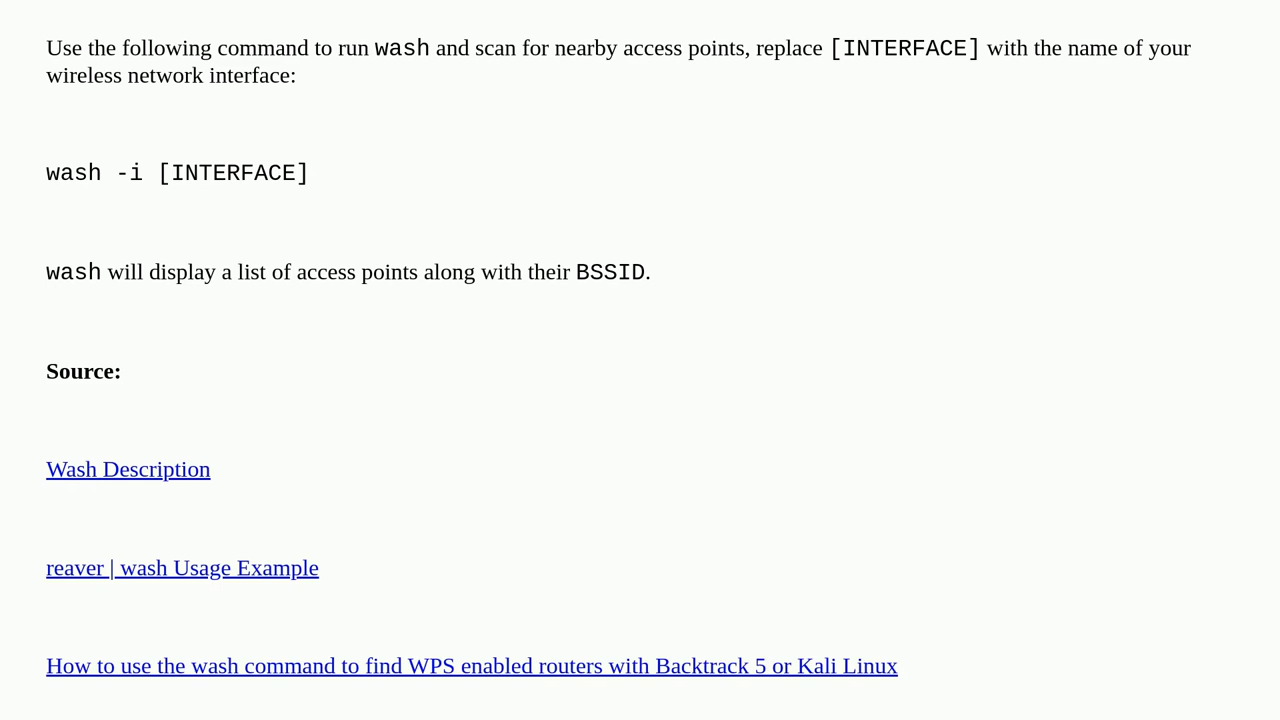 Use the following command to run wash and scan for nearby access points, replace [INTERFACE] with the name of your
wireless network interface:
wash -i [INTERFACE]
wash will display a list of access points along with their BSSID.
Source:
Wash Description
reaver | wash Usage Example
How to use the wash command to find WPS enabled routers with Backtrack 5 or Kali Linux